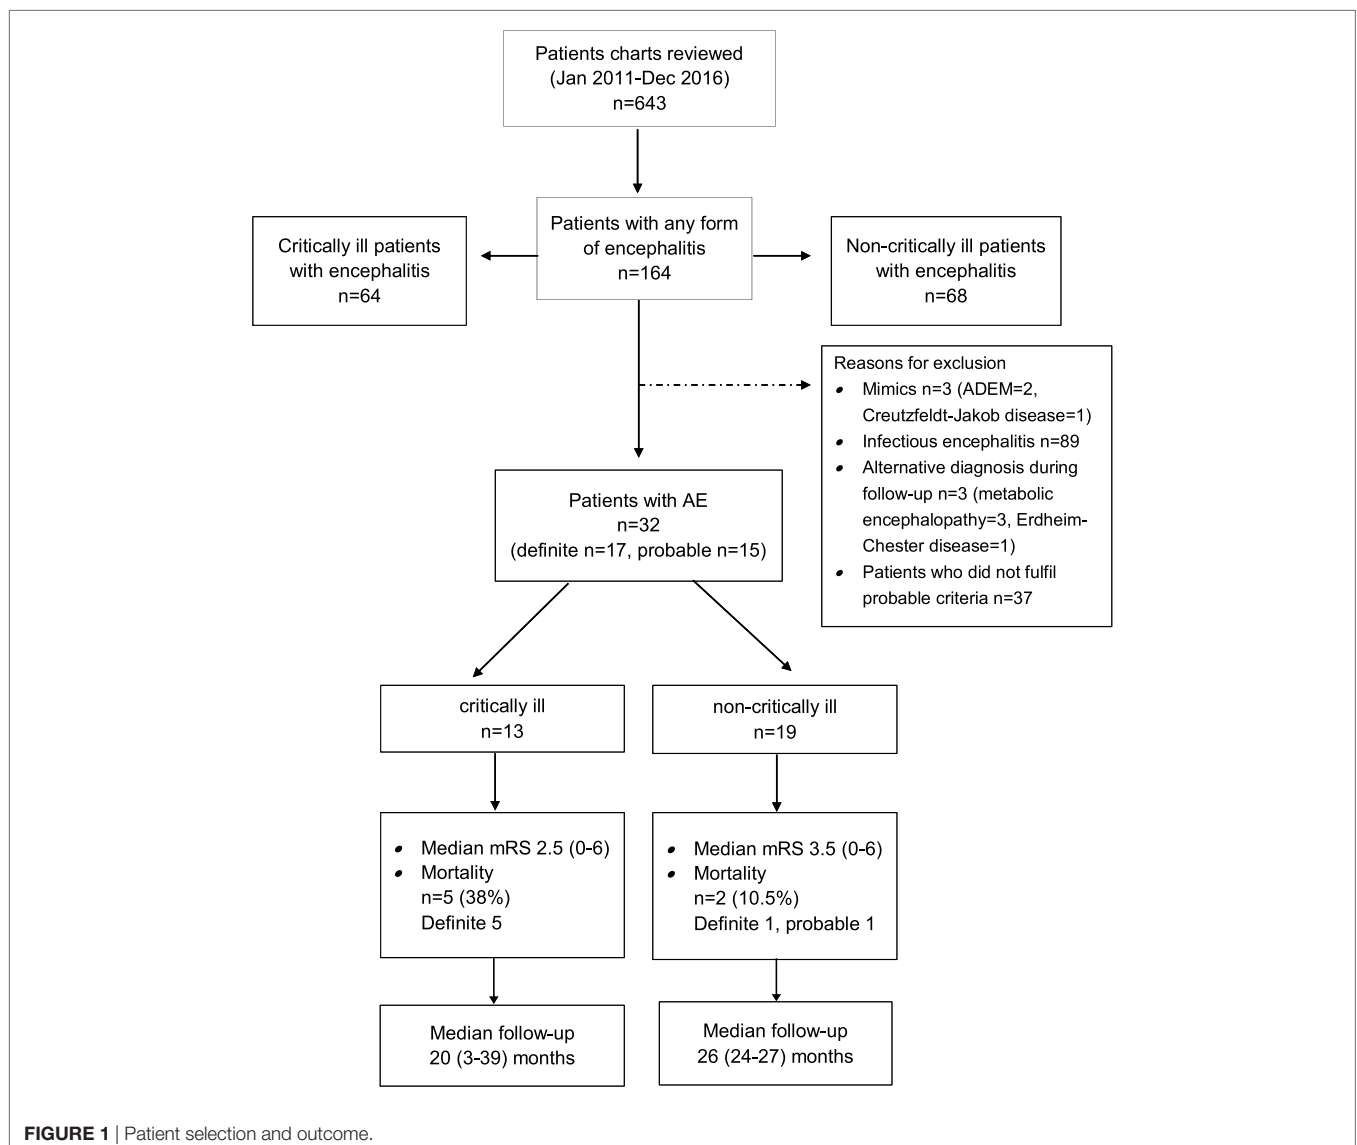 Patients charts reviewed
(Jan 2011-Dec 2016)
n=643
Patients with any form
of encephalitis
n=164
Critically ill patients
with encephalitis
n=64
Non-critically ill patients
with encephalitis
n=68
Reasons for exclusion
• Mimics n=3 (ADEM=2,
Creutzfeldt-Jakob disease=1)
• Infectious encephalitis n=89
• Alternative diagnosis during
follow-up n=3 (metabolic
encephalopathy=3, Erdheim-
Chester disease=1)
• Patients who did not fulfil
probable criteria n=37
Patients with AE
n=32
(definite n=17, probable n=15)
critically ill
n=13
non-critically ill
n=19
• Median mRS 2.5 (0-6)
• Mortality
n=5 (38%)
Definite 5
• Median mRS 3.5 (0-6)
• Mortality
n=2 (10.5%)
Definite 1, probable 1
Median follow-up
20 (3-39) months
Median follow-up
26 (24-27) months
FIGURE 1 | Patient selection and outcome.